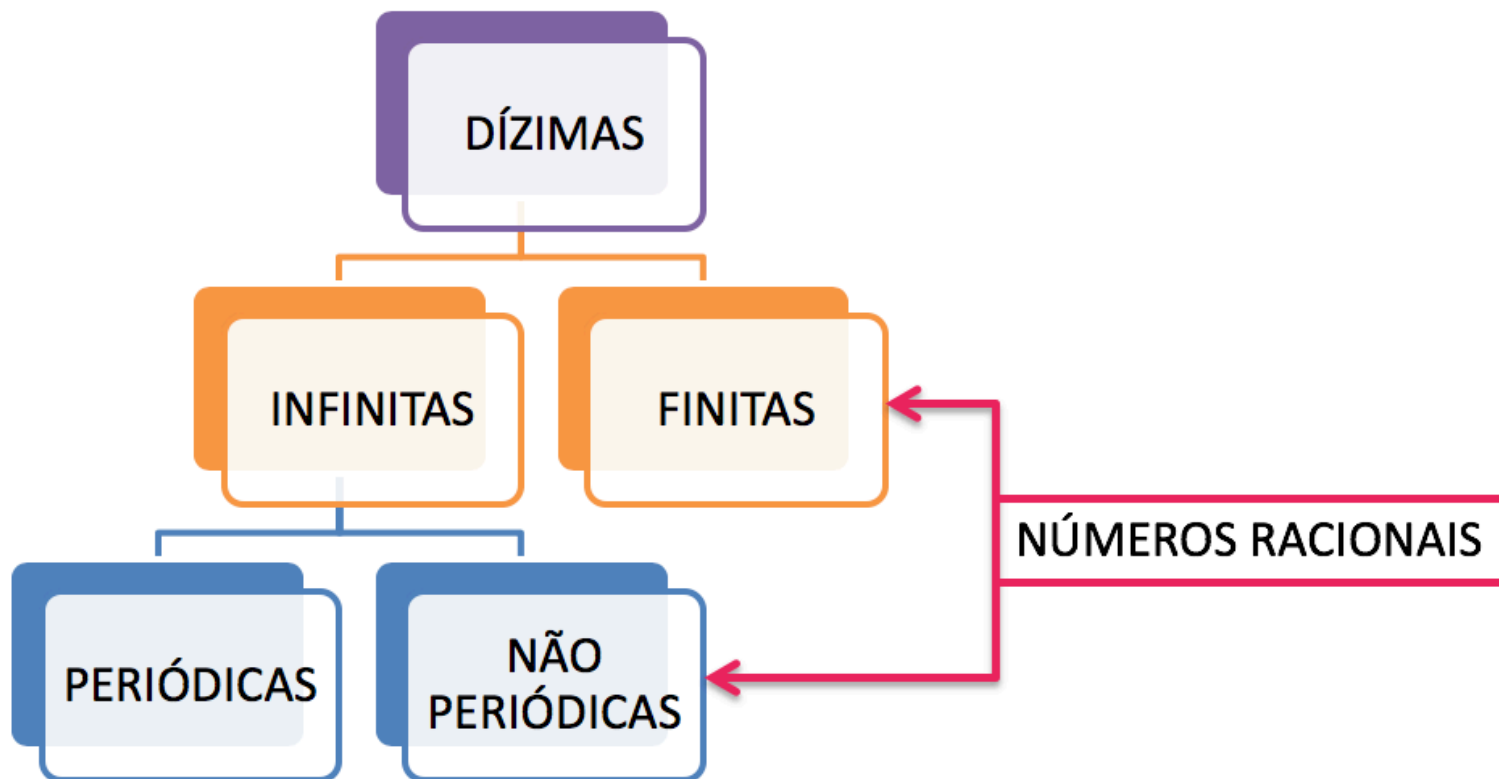 DÍZIMAS
INFINITAS
FINITAS
NÚMEROS RACIONAIS
PERIÓDICAS
NÃO
PERIÓDICAS